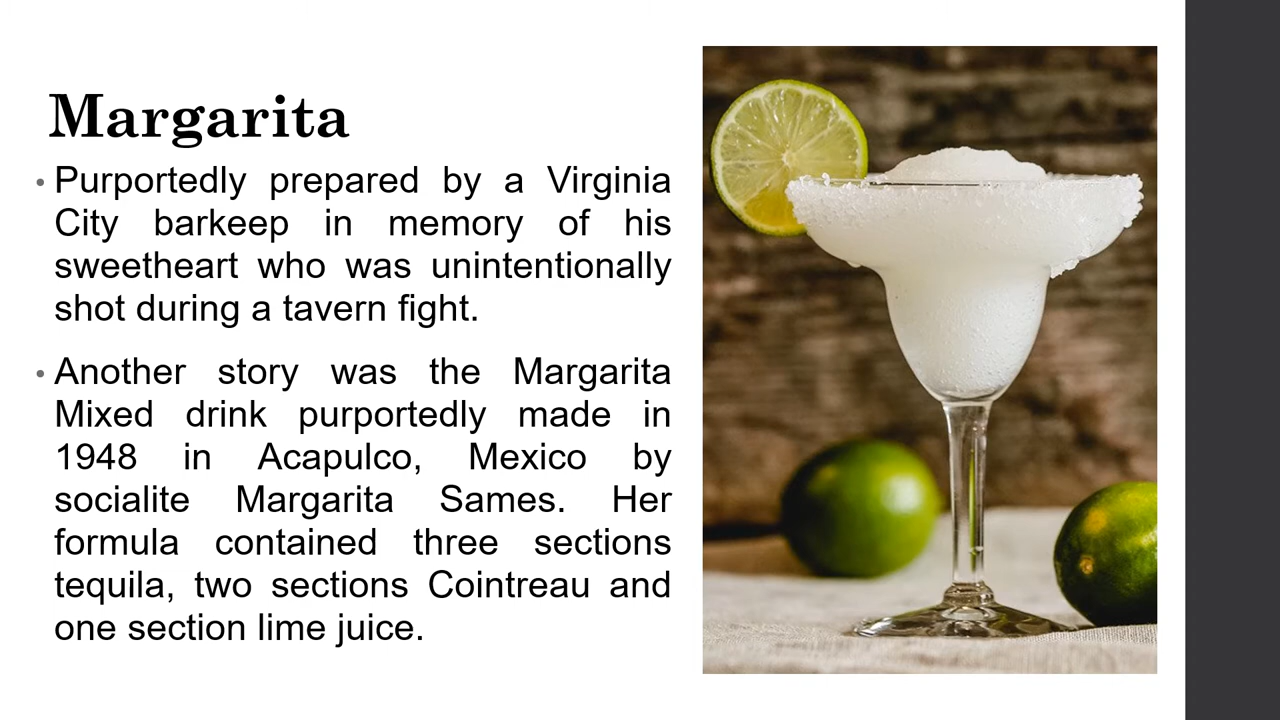 Margarita
• Purportedly prepared by a Virginia
City barkeep in memory of his
sweetheart who was unintentionally
shot during a tavern fight.
• Another story was the Margarita
Mixed drink purportedly made in
1948 in Acapulco, Mexico by
socialite Margarita Sames. Her
formula contained three sections
tequila, two sections Cointreau and
one section lime juice.